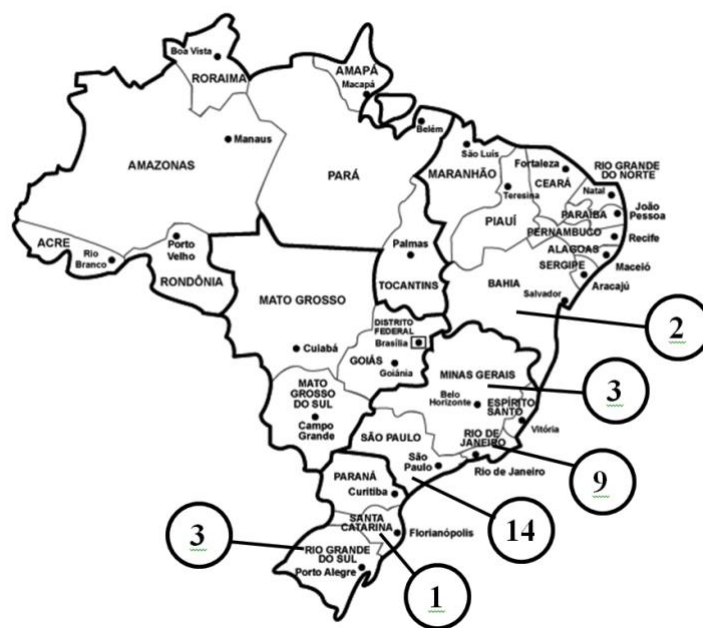 Boa Vista
RORAIMA
AMAPÁ
Macapá
Belém
Manaus
AMAZONAS
PARÁ
São Luís
MARANHÃO
Fortaleza
CEARÁ
Teresina
RIO GRANDE
DO NORTE
Natal
PARAÍBA
João
Pessoa
PIAUÍ
PERNAMBUCO
Recife
ALAGOAS
Maceió
SERGIPE
Aracajú
ACRE
Rio
Branco
Porto
Velho
RONDÔNIA
Palmas
TOCANTINS
BAHIA
Salvador
MATO GROSSO
Cuiabá
DISTRITO
FEDERAL
Brasília
GOIÁS
Goiânia
2
MINAS GERAIS
Belo
Horizonte
3
ESPÍRITO
SANTO
Vitória
MATO
GROSSO
DO SUL
Campo
Grande
SÃO PAULO
São
Paulo
RIO DE
JANEIRO
Rio de Janeiro
9
PARANÁ
Curitiba
14
SANTA
CATARINA
Florianópolis
3
RIO GRANDE
DO SUL
Porto Alegre
1